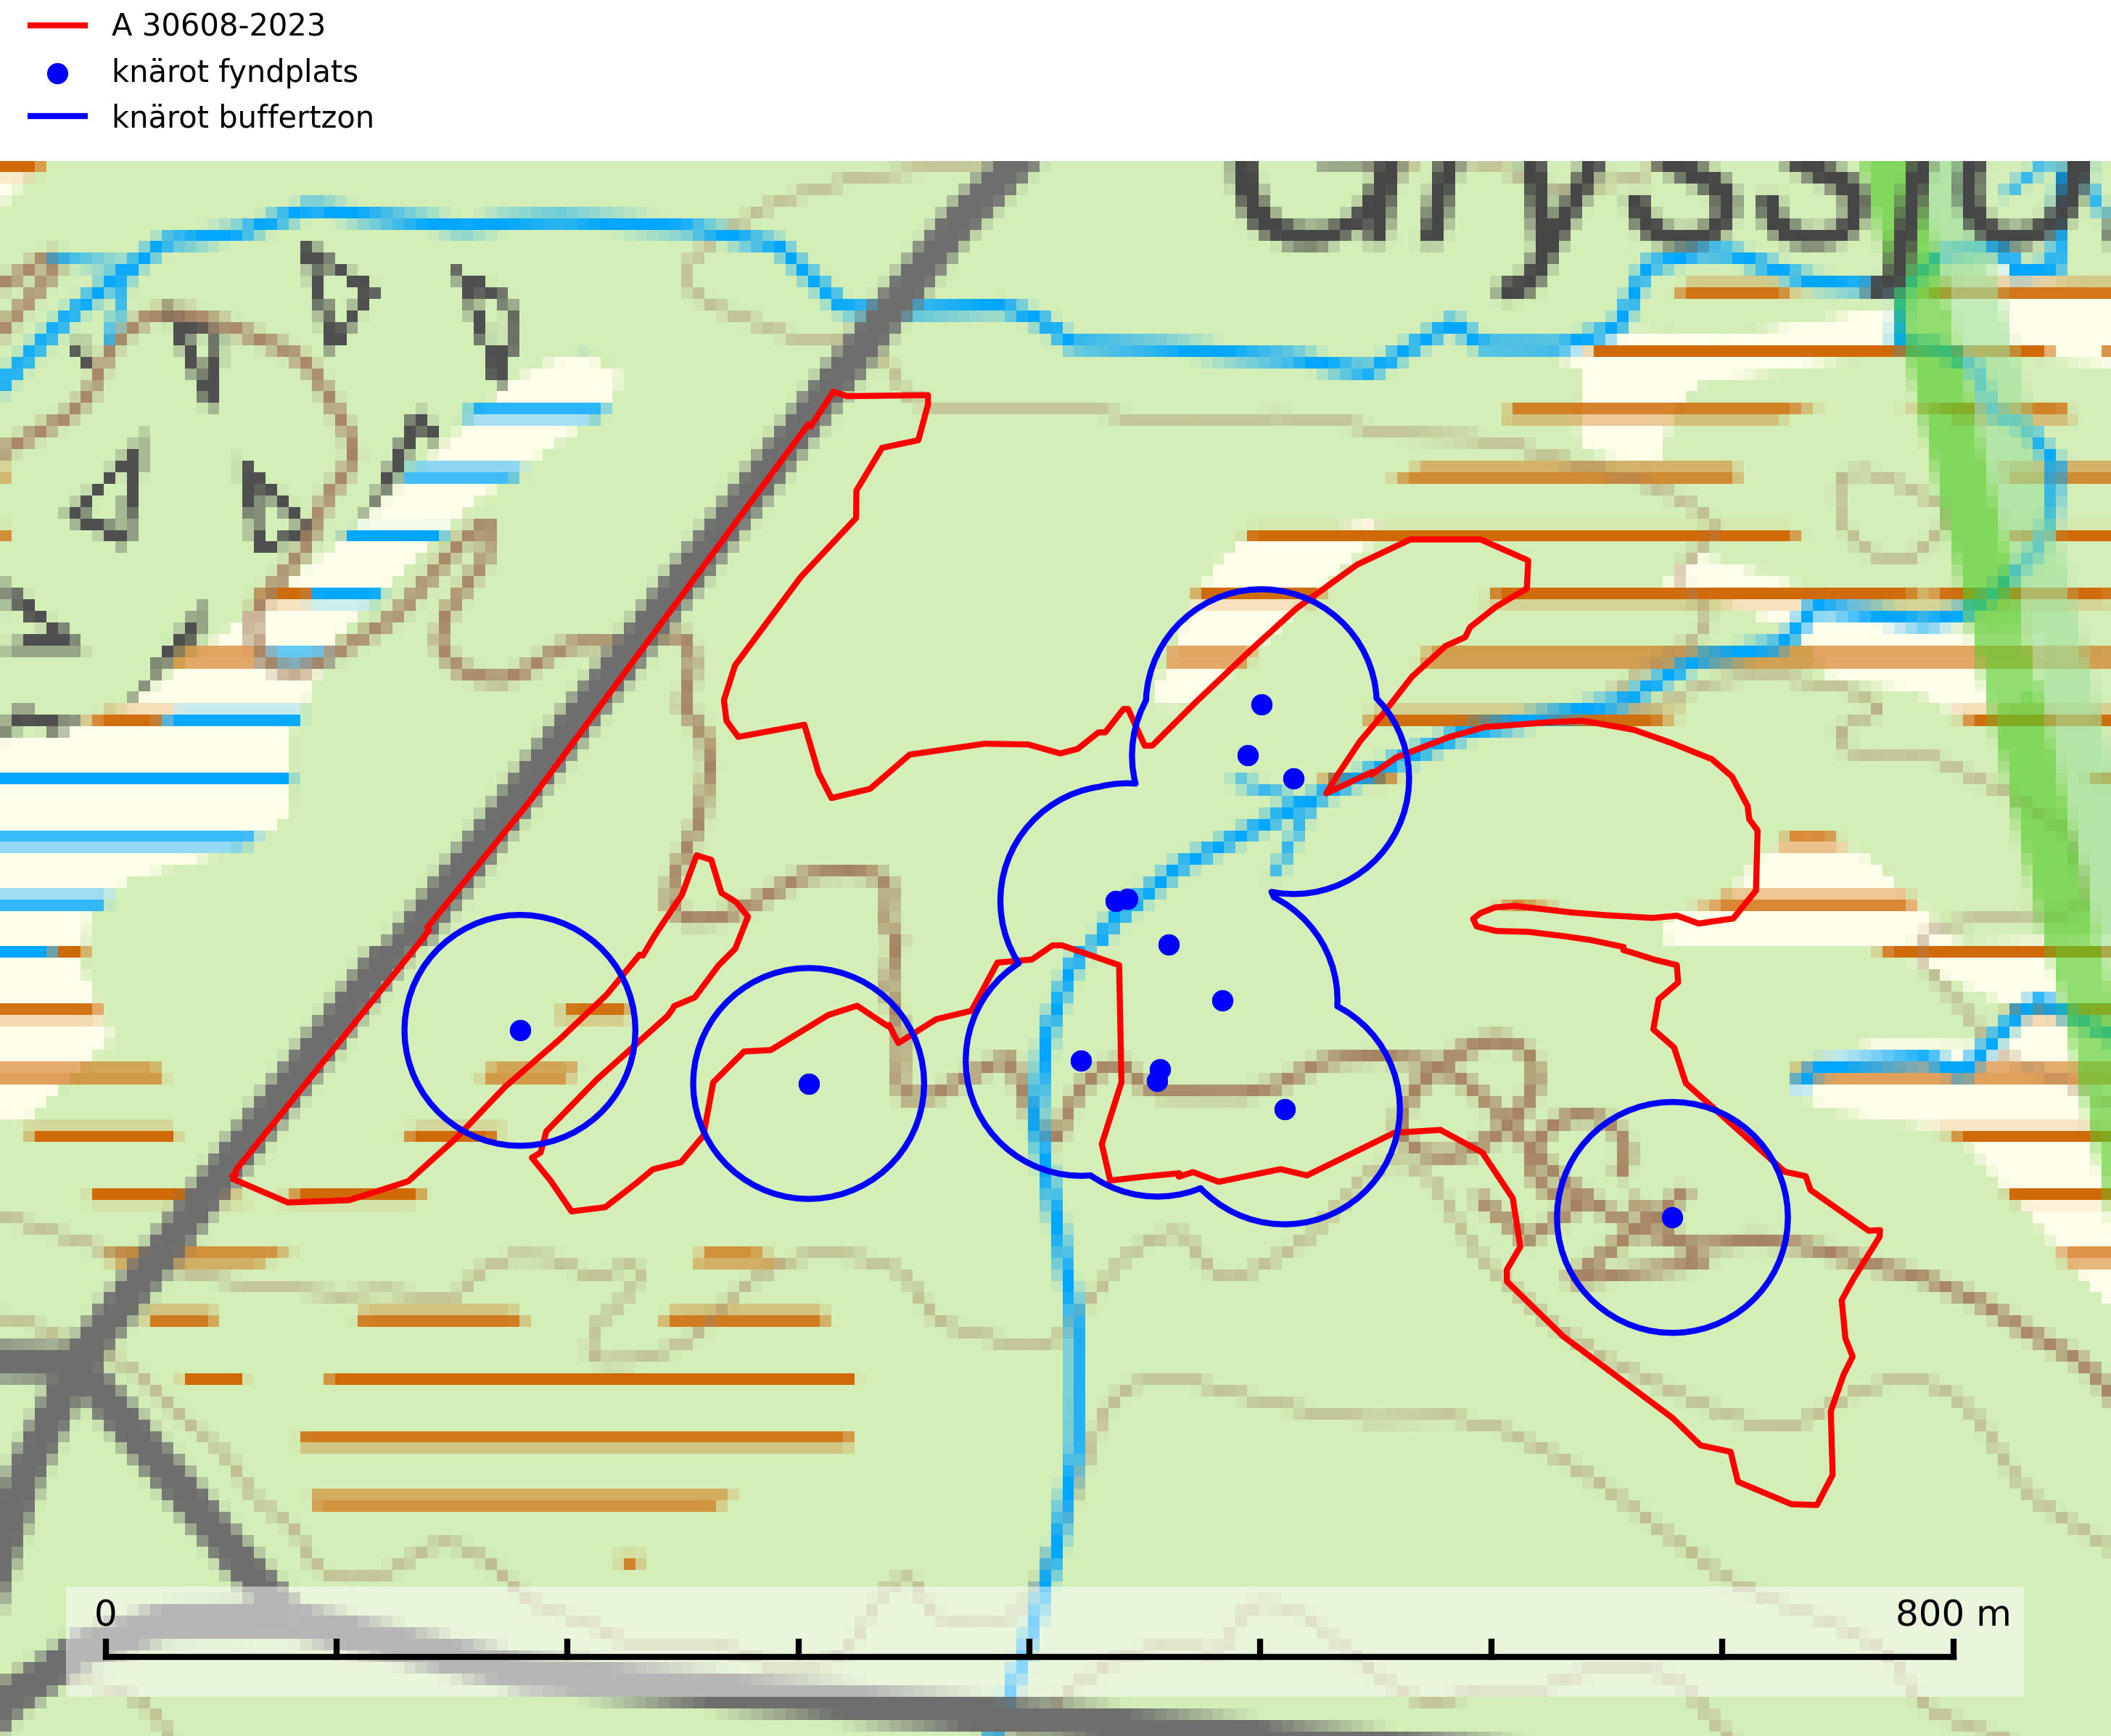 A 30608-2023
knärot fyndplats
knärot buffertzon
0
800 m